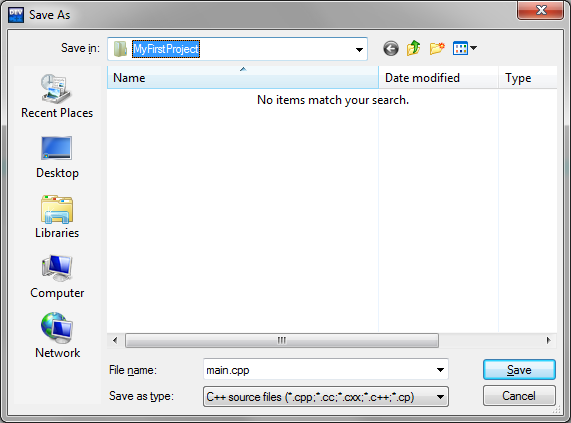 DEV
Save As
Save in: MyFirstProject
Name Date modified Type
No items match your search.
Recent Places
Desktop
Libraries
Computer
Network
File name: main.cpp Save
Save as type: C++ source files (*.cpp;*.cc;*.cxx;*.c++;*.cp) Cancel